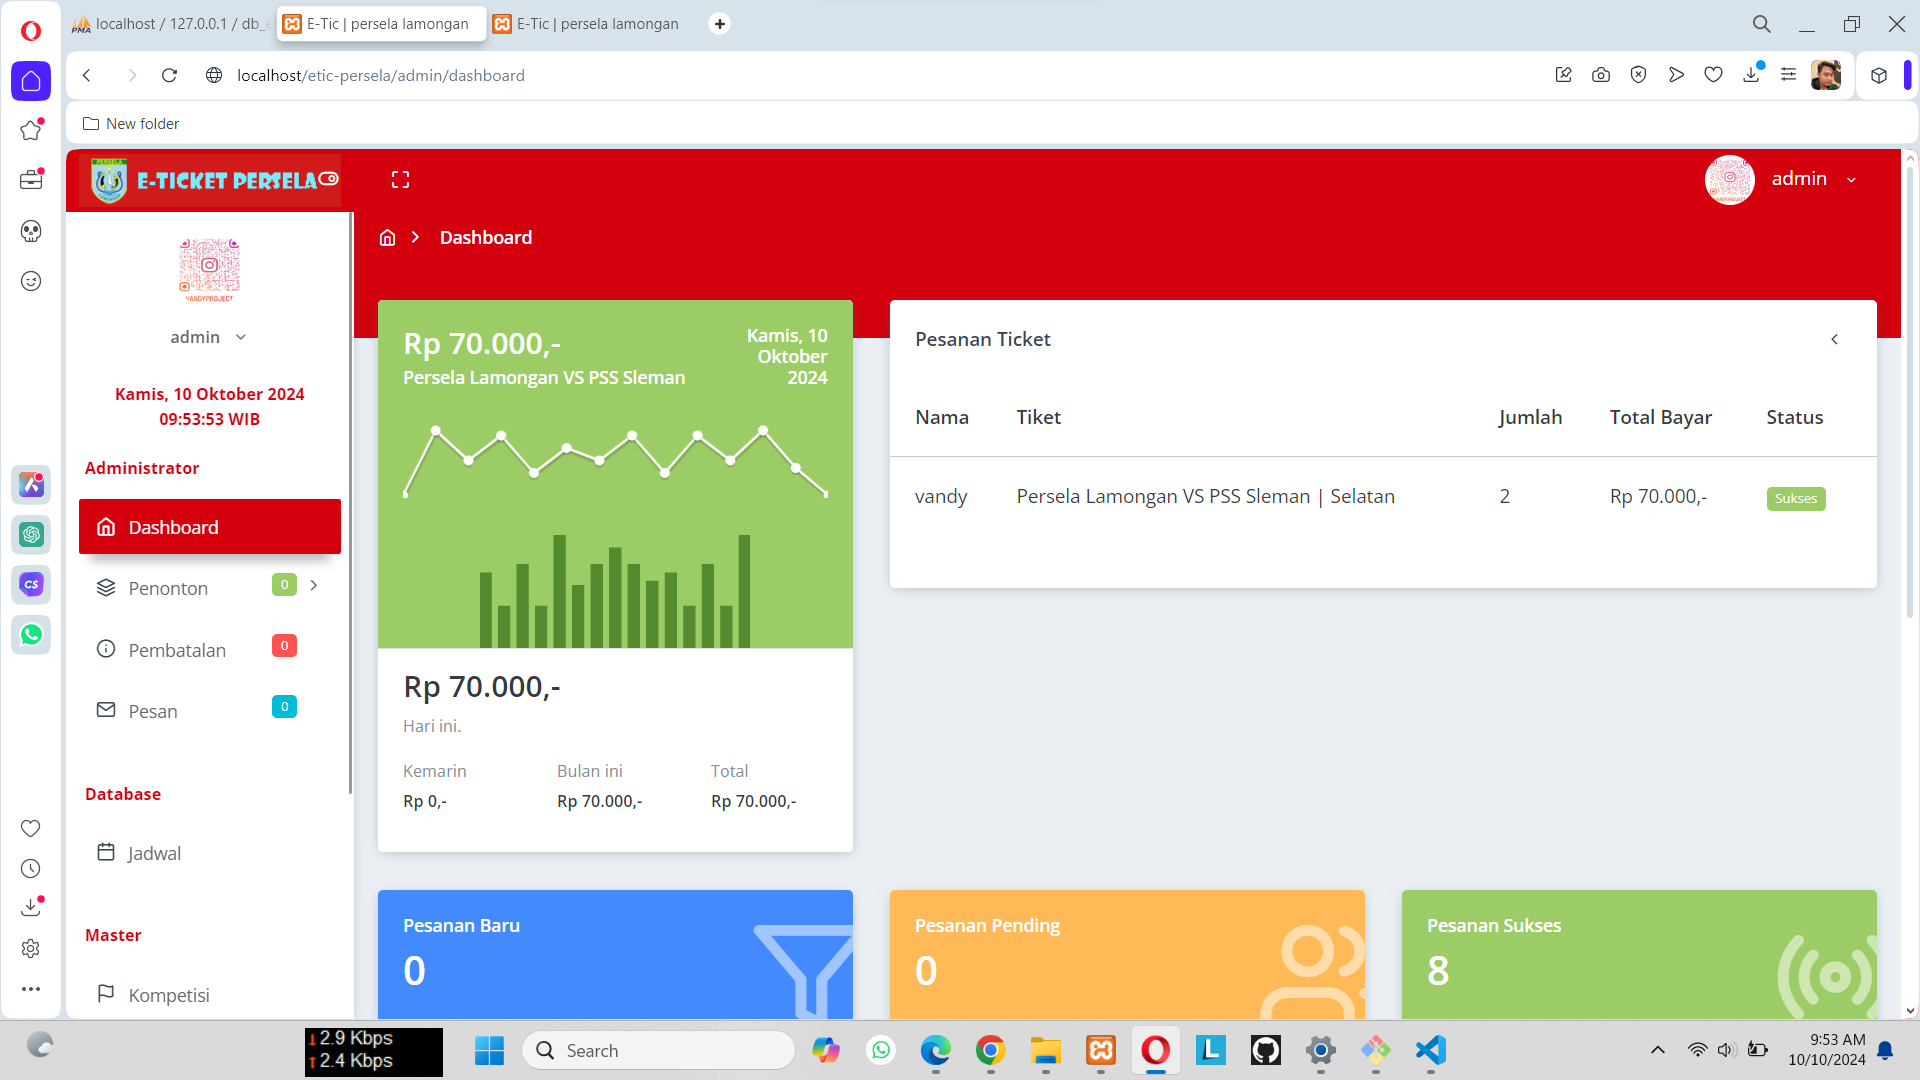 localhost / 127.0.0.1 / db_e
E-Tic | persela lamongan
E-Tic | persela lamongan
localhost/etic-persela/admin/dashboard
New folder
PERSELA
E-TICKET PERSELA
admin
Dashboard
VANDYPROJECT
admin
Kamis, 10 Oktober 2024
09:53:53 WIB
Administrator
Dashboard
Penonton 0
Pembatalan 0
Pesan 0
Database
Jadwal
Master
Kompetisi
Rp 70.000,-
Persela Lamongan VS PSS Sleman
Kamis, 10
Oktober
2024
Rp 70.000,-
Hari ini.
Kemarin Bulan ini Total
Rp 0,- Rp 70.000,- Rp 70.000,-
Pesanan Ticket
Nama Tiket Jumlah Total Bayar Status
vandy Persela Lamongan VS PSS Sleman | Selatan 2 Rp 70.000,- Sukses
Pesanan Baru
0
Pesanan Pending
0
Pesanan Sukses
8
2.9 Kbps
2.4 Kbps
Search
9:53 AM
10/10/2024